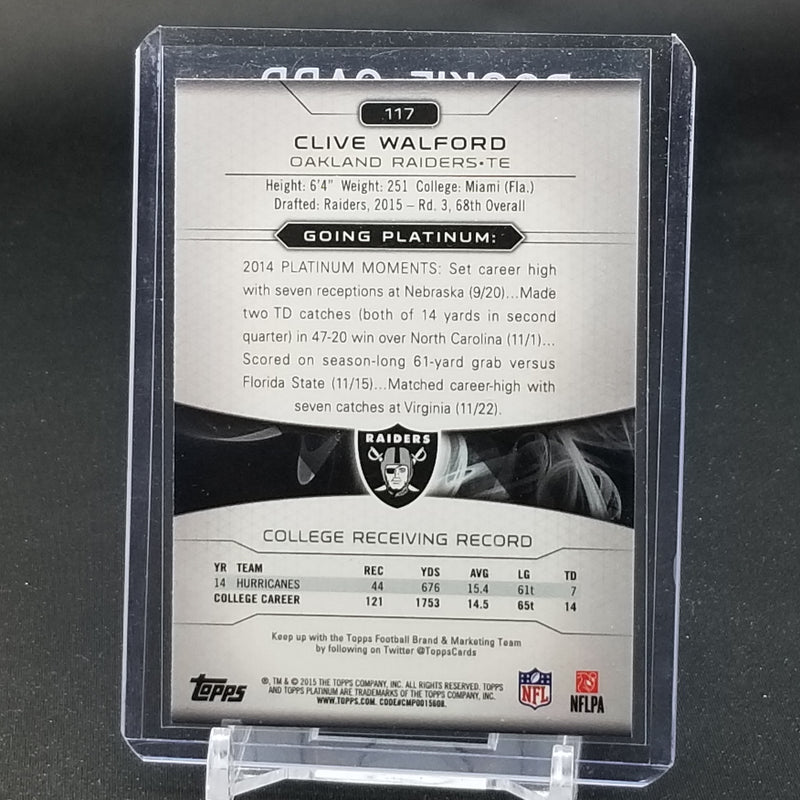 ROOKIE CARD
117
CLIVE WALFORD
OAKLAND RAIDERS•TE
Height: 6'4" Weight: 251 College: Miami (Fla.)
Drafted: Raiders, 2015 – Rd. 3, 68th Overall
GOING PLATINUM:
2014 PLATINUM MOMENTS: Set career high
with seven receptions at Nebraska (9/20)...Made
two TD catches (both of 14 yards in second
quarter) in 47-20 win over North Carolina (11/1)...
Scored on season-long 61-yard grab versus
Florida State (11/15)...Matched career-high with
seven catches at Virginia (11/22).
RAIDERS
COLLEGE RECEIVING RECORD
YR TEAM REC YDS AVG LG TD
14 HURRICANES 44 676 15.4 61t 7
COLLEGE CAREER 121 1753 14.5 65t 14
Keep up with the Topps Football Brand & Marketing Team
by following on Twitter @ToppsCards
Topps
®, TM & © 2015 THE TOPPS COMPANY, INC. ALL RIGHTS RESERVED. TOPPS
AND TOPPS PLATINUM ARE TRADEMARKS OF THE TOPPS COMPANY, INC.
WWW.TOPPS.COM. CODE#CMP0015608.
NFL
NFLPA